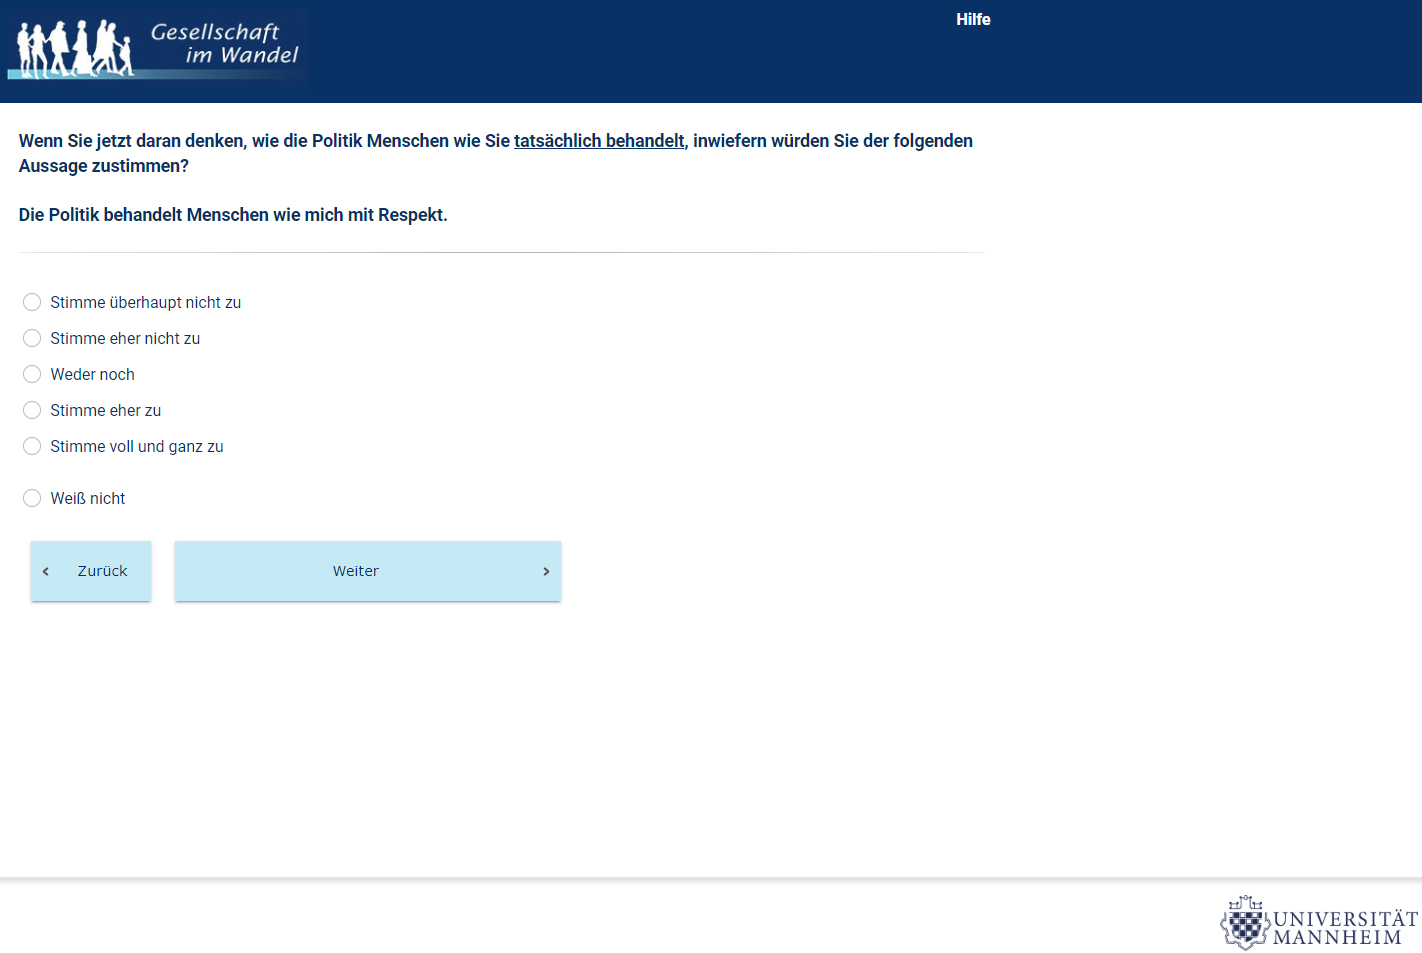 Gesellschaft
im Wandel
Hilfe
Wenn Sie jetzt daran denken, wie die Politik Menschen wie Sie tatsächlich behandelt, inwiefern würden Sie der folgenden
Aussage zustimmen?
Die Politik behandelt Menschen wie mich mit Respekt.
Stimme überhaupt nicht zu
Stimme eher nicht zu
Weder noch
Stimme eher zu
Stimme voll und ganz zu
Weiß nicht
Zurück
Weiter
UNIVERSITÄT
MANNHEIM